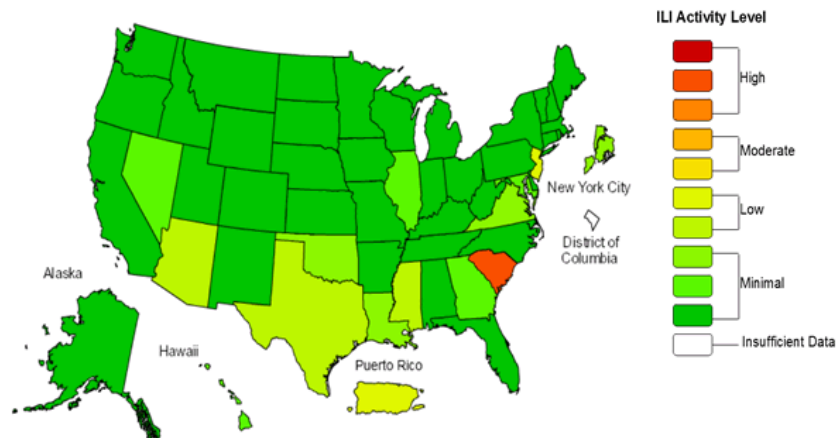 ILI Activity Level
High
Moderate
Low
Minimal
Insufficient Data
New York City
District of
Columbia
Alaska
Hawaii
Puerto Rico